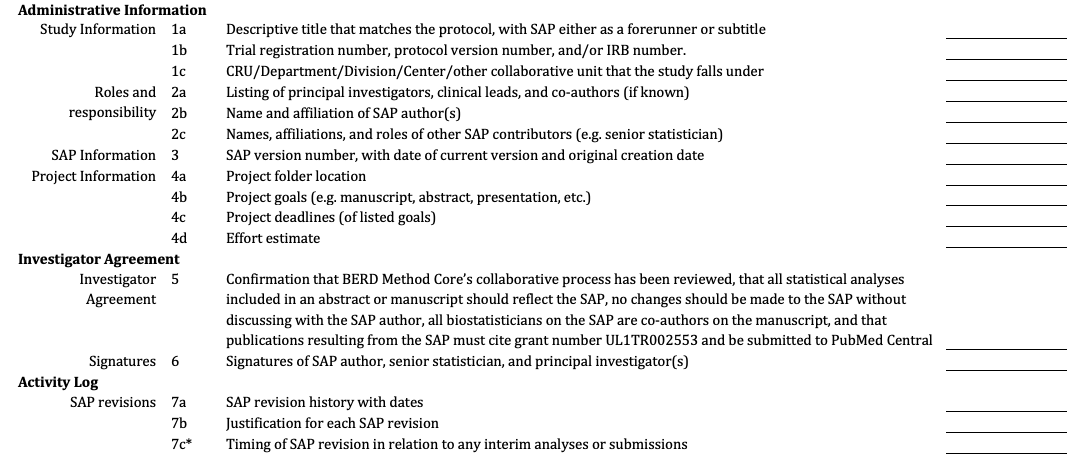 Administrative Information
Study Information 1a Descriptive title that matches the protocol, with SAP either as a forerunner or subtitle
1b Trial registration number, protocol version number, and/or IRB number.
1c CRU/Department/Division/Center/other collaborative unit that the study falls under
Roles and 2a Listing of principal investigators, clinical leads, and co-authors (if known)
responsibility 2b Name and affiliation of SAP author(s)
2c Names, affiliations, and roles of other SAP contributors (e.g. senior statistician)
SAP Information 3 SAP version number, with date of current version and original creation date
Project Information 4a Project folder location
4b Project goals (e.g. manuscript, abstract, presentation, etc.)
4c Project deadlines (of listed goals)
4d Effort estimate
Investigator Agreement
Investigator 5 Confirmation that BERD Method Core's collaborative process has been reviewed, that all statistical analyses
Agreement included in an abstract or manuscript should reflect the SAP, no changes should be made to the SAP without
discussing with the SAP author, all biostatisticians on the SAP are co-authors on the manuscript, and that
publications resulting from the SAP must cite grant number UL1TR002553 and be submitted to PubMed Central
Signatures 6 Signatures of SAP author, senior statistician, and principal investigator(s)
Activity Log
SAP revisions 7a SAP revision history with dates
7b Justification for each SAP revision
7c* Timing of SAP revision in relation to any interim analyses or submissions